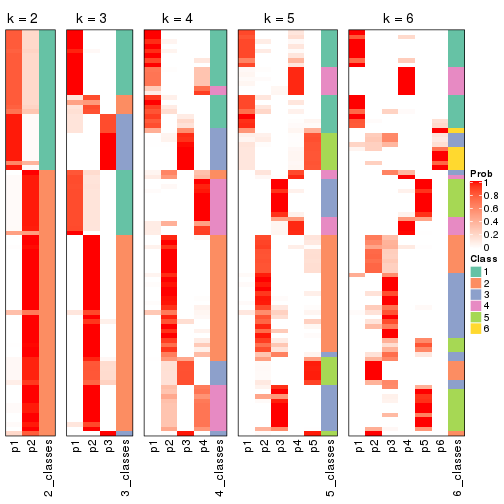 k = 2
k = 3
k = 4
k = 5
k = 6
Prob
1
0.8
0.6
0.4
0.2
0
Class
1
2
3
4
5
6
p1
p2
2_classes
p1
p2
p3
3_classes
p1
p2
p3
p4
4_classes
p1
p2
p3
p4
p5
5_classes
p1
p2
p3
p4
p5
p6
6_classes